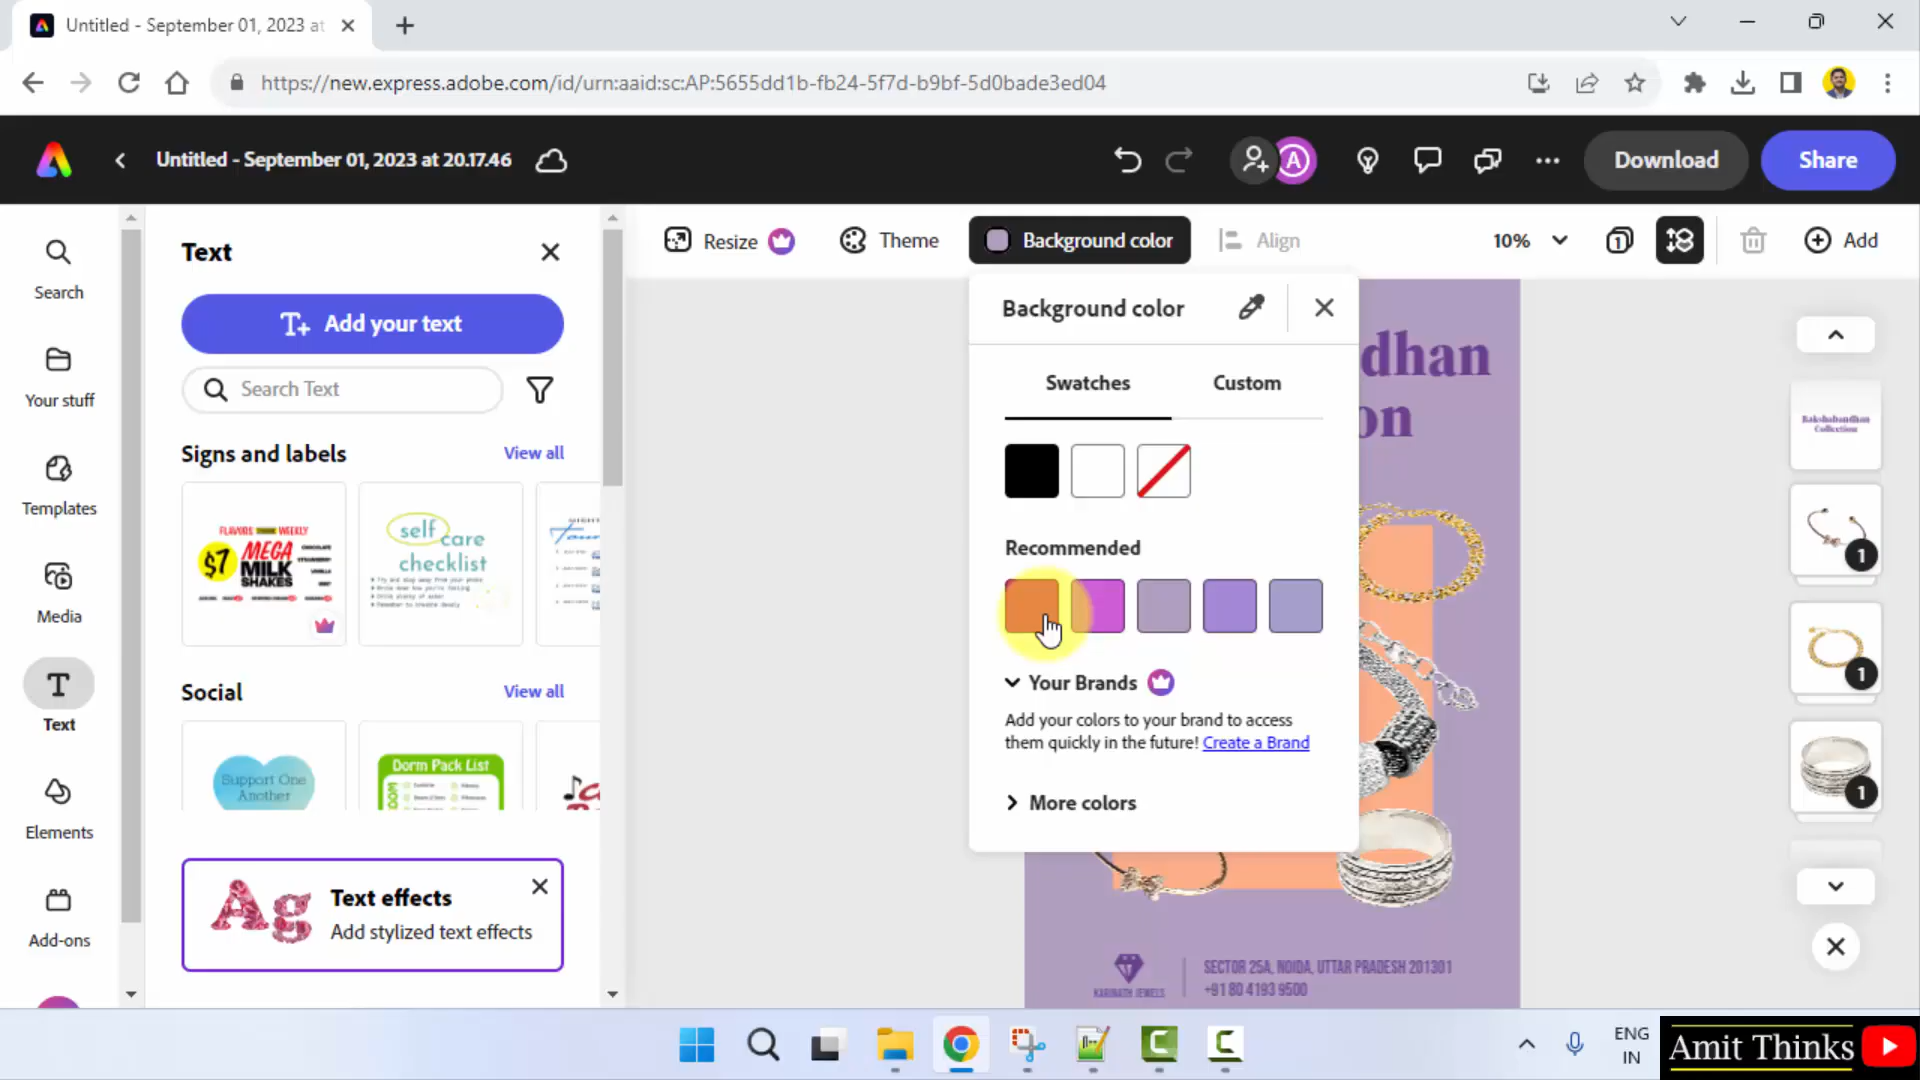 Untitled - September 01, 2023 at
https://new.express.adobe.com/id/urn:aaid:sc:AP:5655dd1b-fb24-5f7d-b9bf-5d0bade3ed04
Untitled - September 01, 2023 at 20.17.46
A
Download
Share
Search
Your stuff
Templates
Media
Text
Elements
Add-ons
Text
Add your text
Search Text
Signs and labels
View all
FLAVORS WEEKLY
$7 MEGA
MILK
SHAKES
self
care
checklist
Social
View all
Support One
Another
Dorm Pack List
Ag
Text effects
Add stylized text effects
Resize
Theme
Background color
Align
10%
1
Add
Background color
Swatches
Custom
Recommended
Your Brands
Add your colors to your brand to access
them quickly in the future! Create a Brand
More colors
dhan
on
SECTOR 25A, NOIDA, UTTAR PRADESH 201301
+91 80 4193 9500
Rakshabandhan
Collection
1
1
1
ENG
IN
Amit Thinks